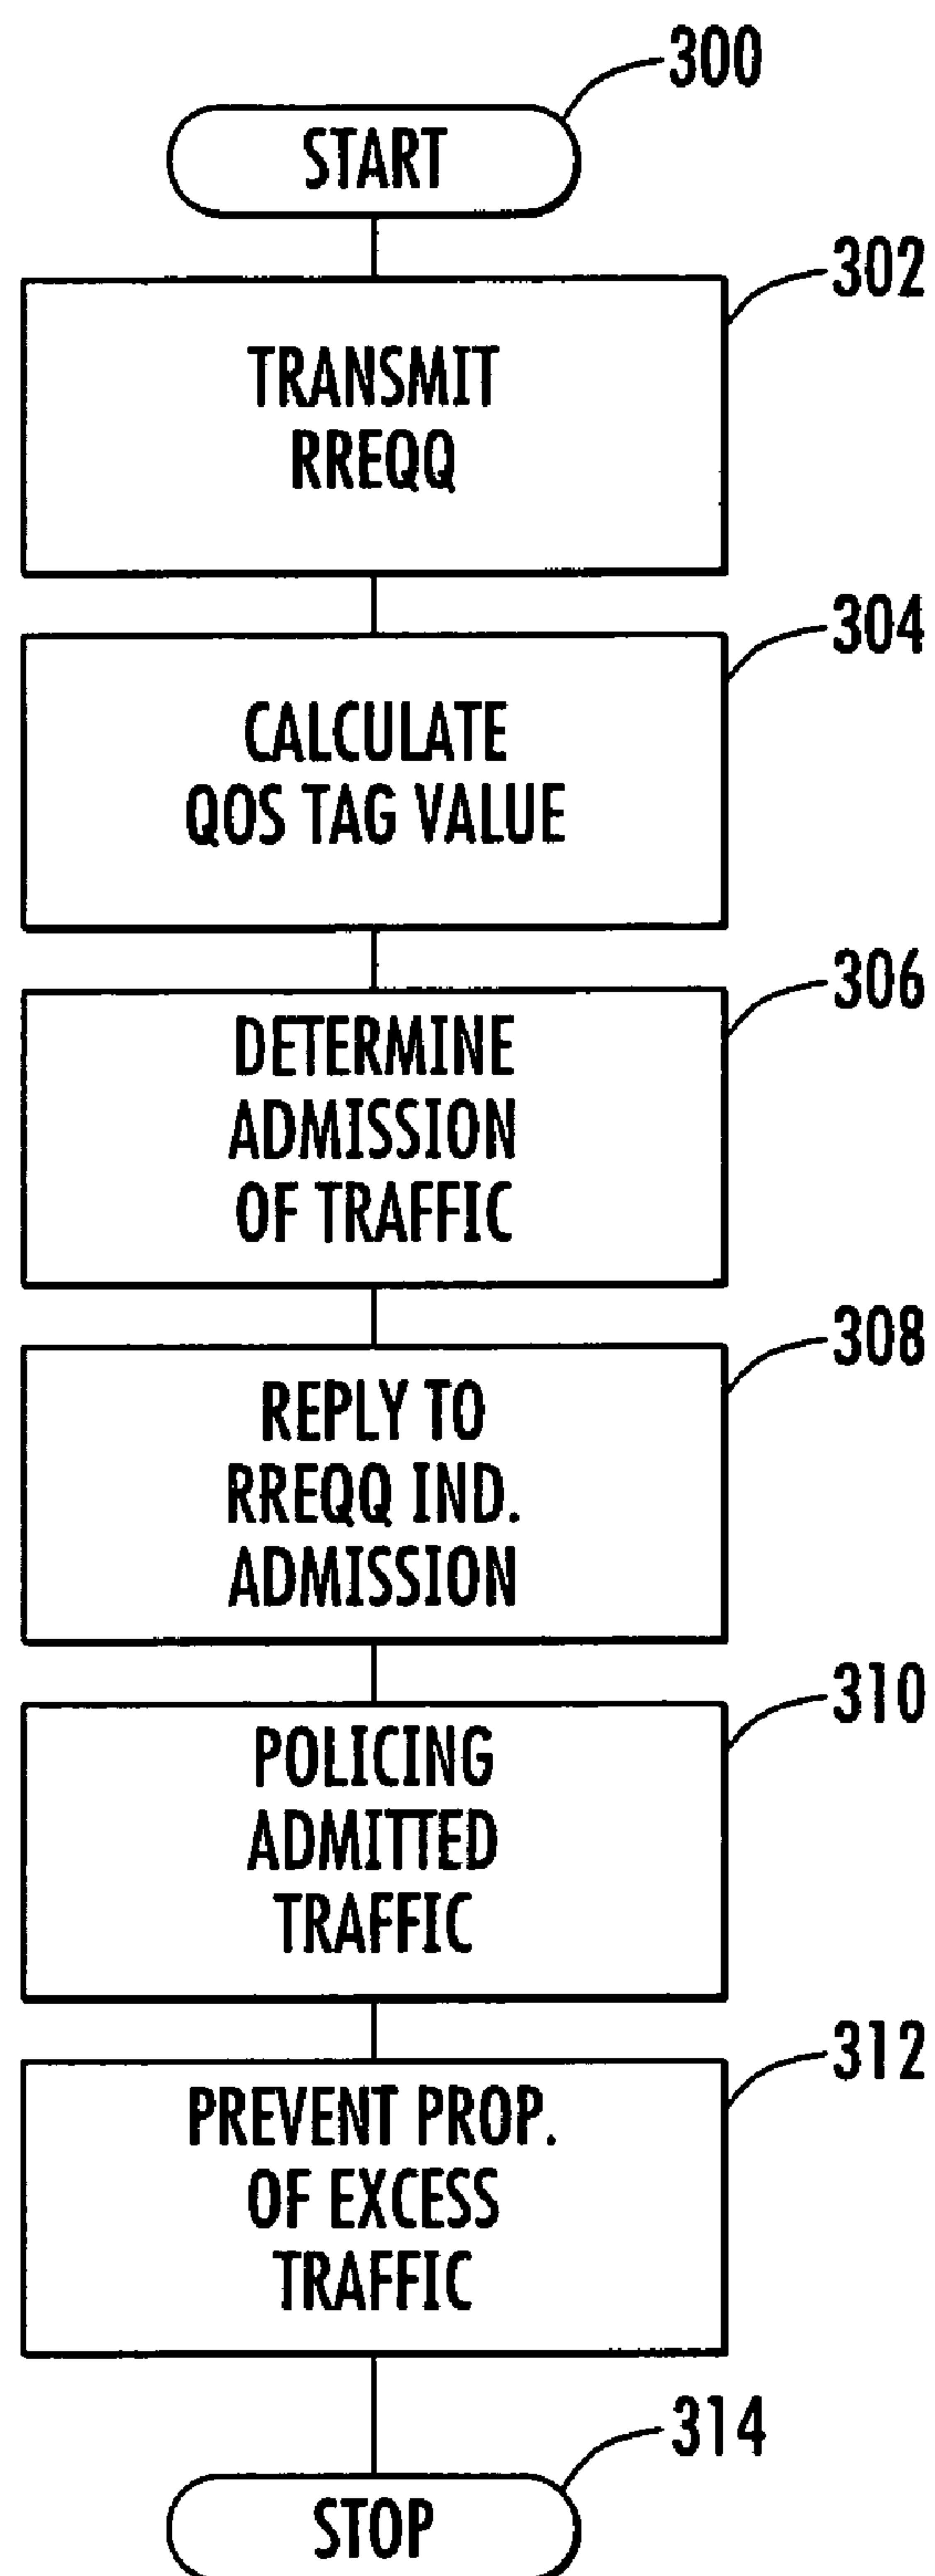 300
START
302
TRANSMIT
RREQQ
304
CALCULATE
QOS TAG VALUE
306
DETERMINE
ADMISSION
OF TRAFFIC
308
REPLY TO
RREQQ IND.
ADMISSION
310
POLICING
ADMITTED
TRAFFIC
312
PREVENT PROP.
OF EXCESS
TRAFFIC
314
STOP